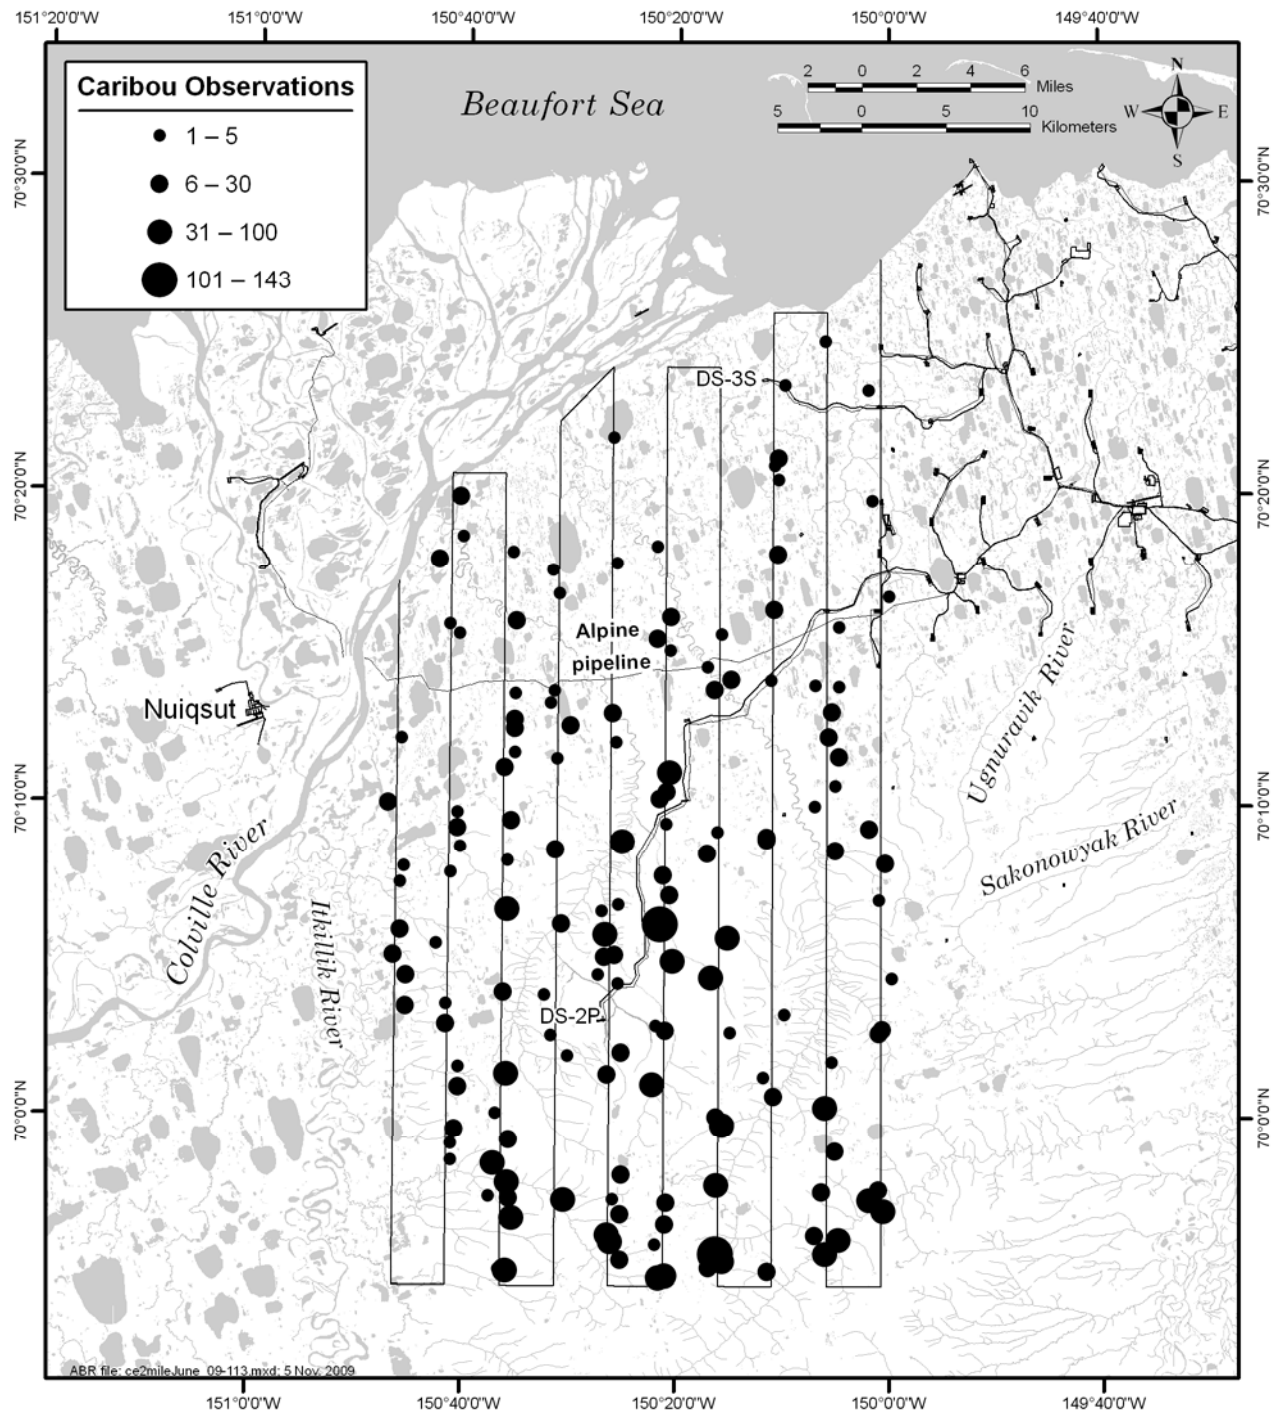 151°20'0"W 151°0'0"W 150°40'0"W 150°20'0"W 150°0'0"W 149°40'0"W
Caribou Observations
1 – 5
6 – 30
31 – 100
101 – 143
Beaufort Sea
2 0 2 4 6
Miles
5 0 5 10
Kilometers
N
W E
S
70°30'0"N 70°30'0"N
DS-3S
70°20'0"N 70°20'0"N
Alpine
pipeline
Nuiqsut
Ugnuravik River
70°10'0"N 70°10'0"N
Sakonowyak River
Colville River
Itkillik River
DS-2P
70°0'0"N 70°0'0"N
ABR file: ce2mileJune_09-113.mxd; 5 Nov. 2009
151°0'0"W 150°40'0"W 150°20'0"W 150°0'0"W 149°40'0"W